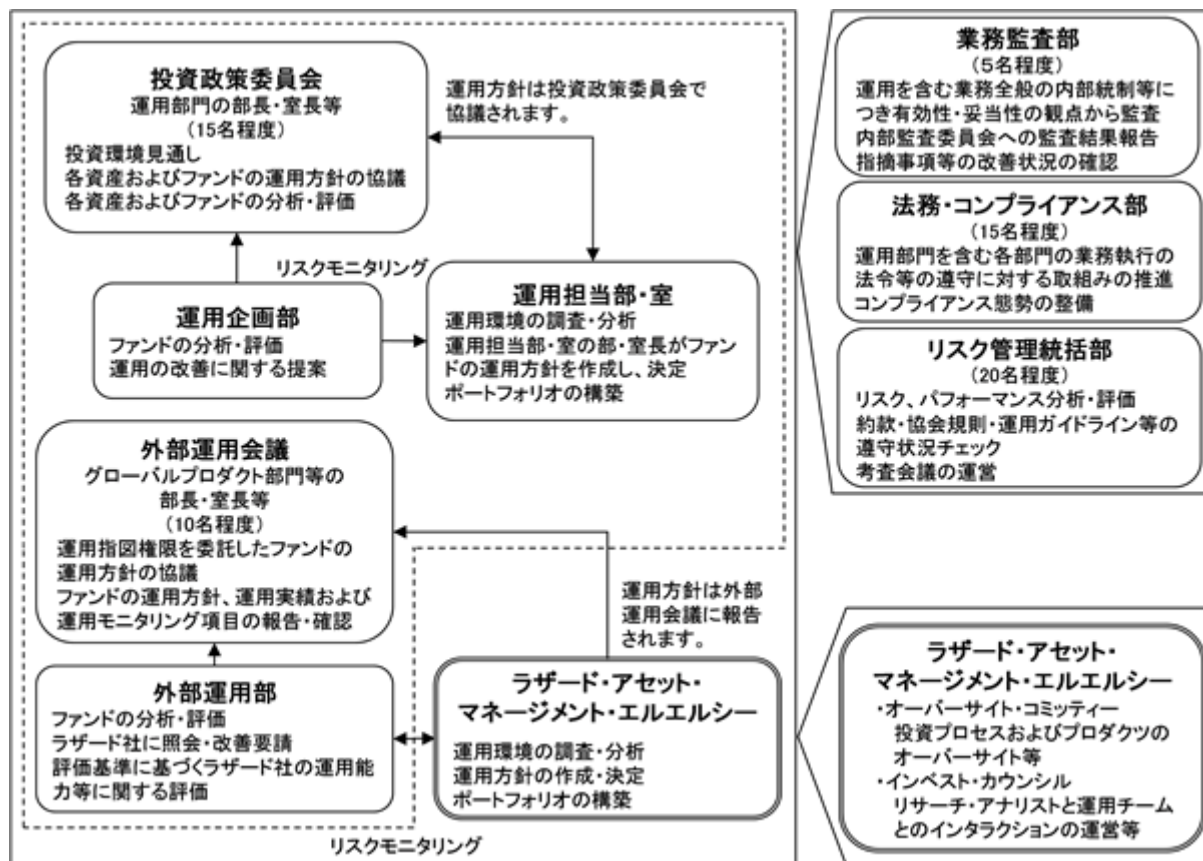 投資政策委員会
運用部門の部長・室長等
(15名程度)
投資環境見通し
各資産およびファンドの運用方針の協議
各資産およびファンドの分析・評価
運用方針は投資政策委員会で
協議されます。
リスクモニタリング
運用企画部
ファンドの分析・評価
運用の改善に関する提案
運用担当部・室
運用環境の調査・分析
運用担当部・室の部・室長がファン
ドの運用方針を作成し、決定
ポートフォリオの構築
外部運用会議
グローバルプロダクト部門等の
部長・室長等
(10名程度)
運用指図権限を委託したファンドの
運用方針の協議
ファンドの運用方針、運用実績および
運用モニタリング項目の報告・確認
運用方針は外部
運用会議に報告
されます。
外部運用部
ファンドの分析・評価
ラザード社に照会・改善要請
評価基準に基づくラザード社の運用能
力等に関する評価
ラザード・アセット・
マネージメント・エルエルシー
運用環境の調査・分析
運用方針の作成・決定
ポートフォリオの構築
リスクモニタリング
業務監査部
(5名程度)
運用を含む業務全般の内部統制等に
つき有効性・妥当性の観点から監査
内部監査委員会への監査結果報告
指摘事項等の改善状況の確認
法務・コンプライアンス部
(15名程度)
運用部門を含む各部門の業務執行の
法令等の遵守に対する取組みの推進
コンプライアンス態勢の整備
リスク管理統括部
(20名程度)
リスク、パフォーマンス分析・評価
約款・協会規則・運用ガイドライン等の
遵守状況チェック
考査会議の運営
ラザード・アセット・
マネージメント・エルエルシー
・オーバーサイト・コミッティー
投資プロセスおよびプロダクツの
オーバーサイト等
・インベスト・カウンシル
リサーチ・アナリストと運用チーム
とのインタラクションの運営等